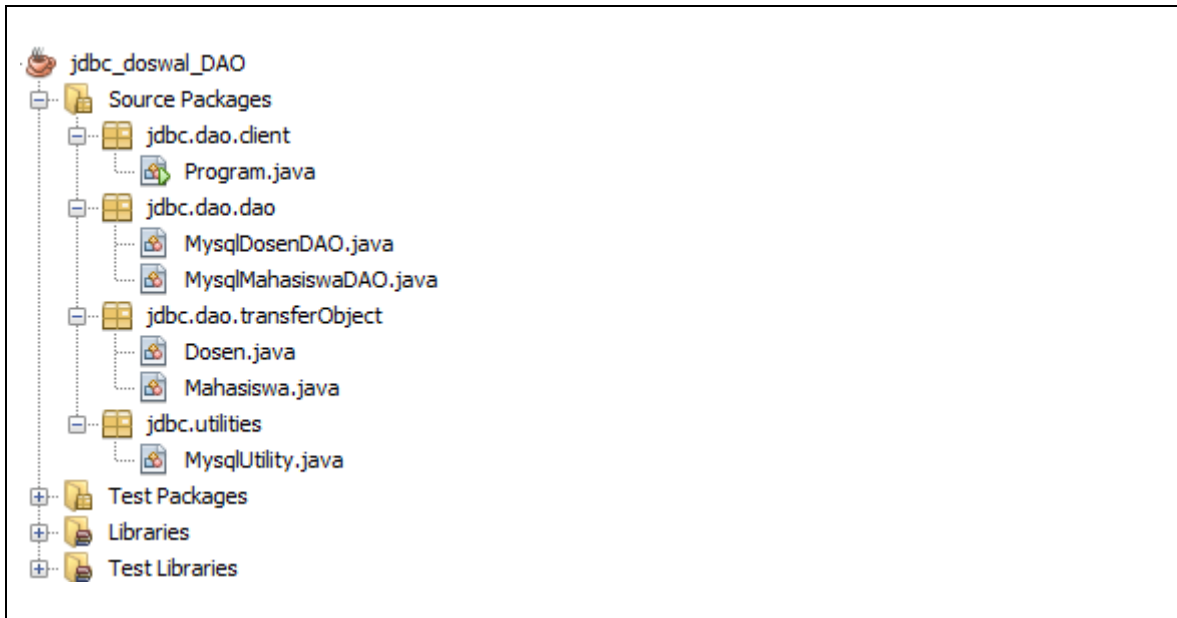 jdbc_doswal_DAO
Source Packages
jdbc.dao.client
Program.java
jdbc.dao.dao
MysqlDosenDAO.java
MysqlMahasiswaDAO.java
jdbc.dao.transferObject
Dosen.java
Mahasiswa.java
jdbc.utilities
MysqlUtility.java
Test Packages
Libraries
Test Libraries